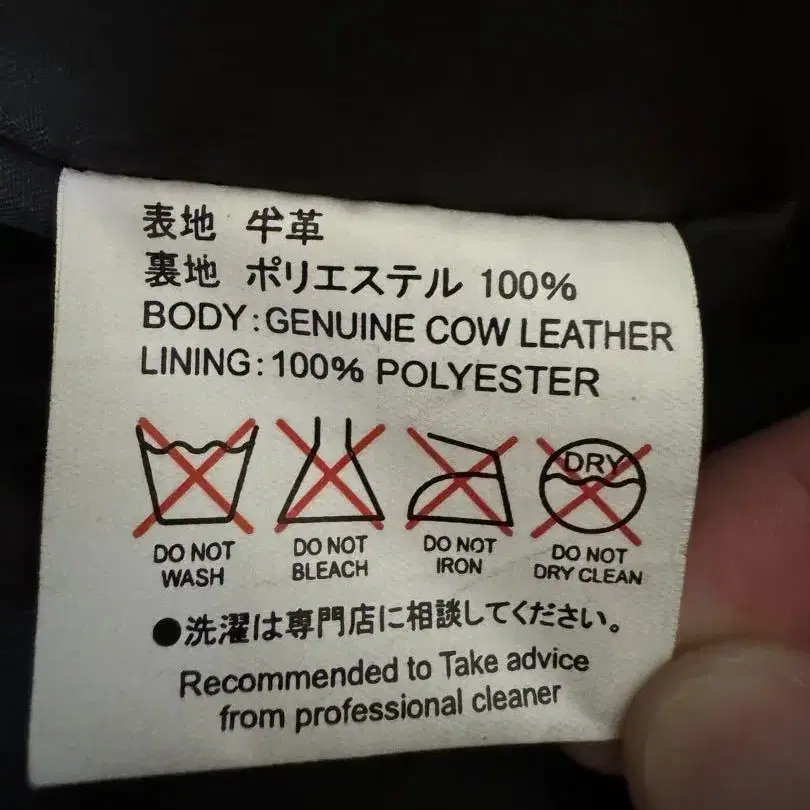 表地 牛革
裏地 ポリエステル 100%
BODY:GENUINE COW LEATHER
LINING:100% POLYESTER
DRY
DO NOT WASH
DO NOT BLEACH
DO NOT IRON
DO NOT DRY CLEAN
●洗濯は専門店に相談してください。
Recommended to Take advice
from professional cleaner